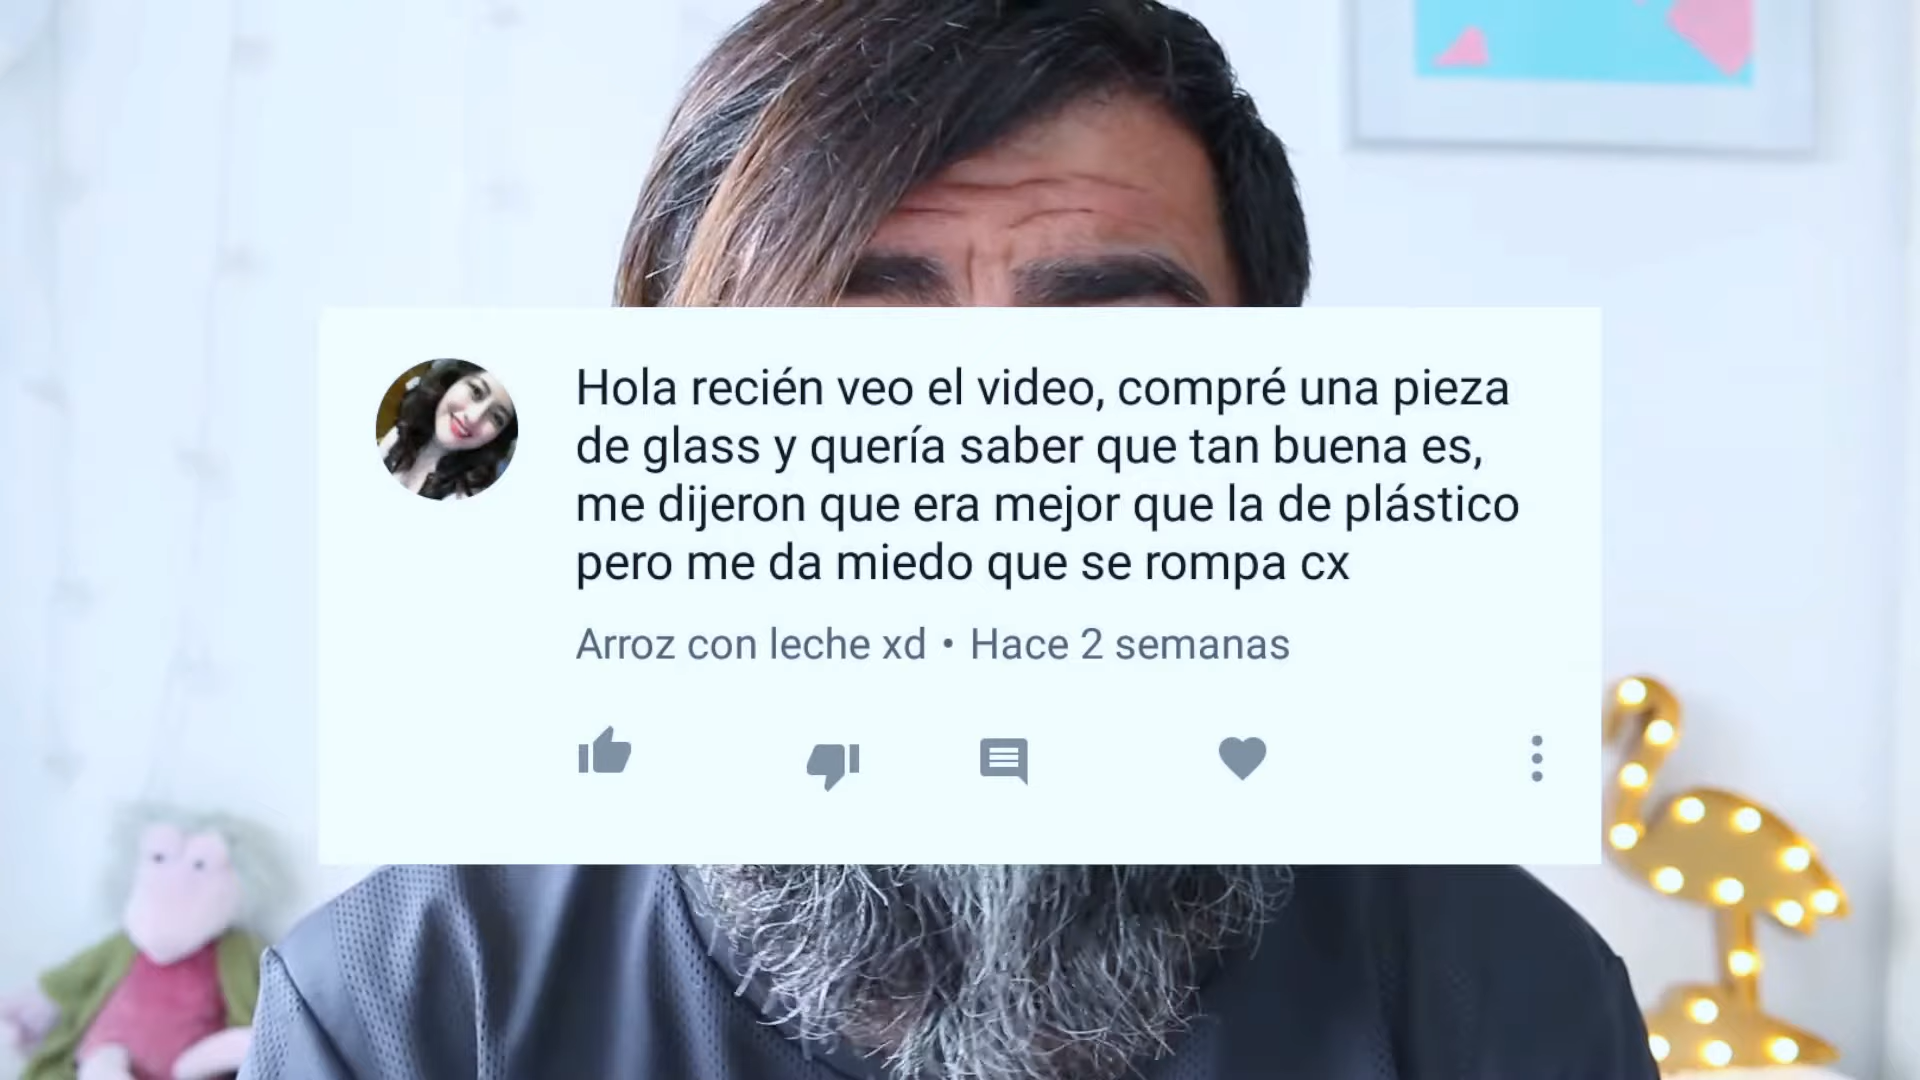 Hola recién veo el video, compré una pieza
de glass y quería saber que tan buena es,
me dijeron que era mejor que la de plástico
pero me da miedo que se rompa cx
Arroz con leche xd • Hace 2 semanas